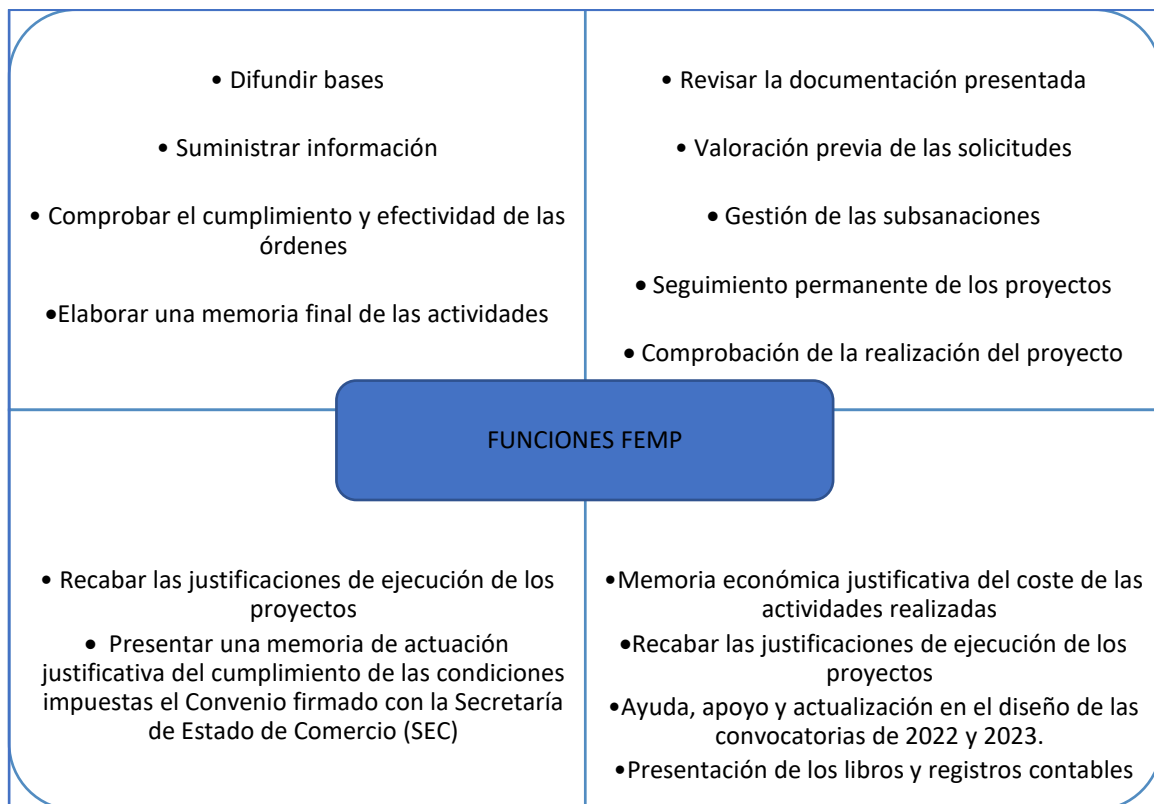 • Difundir bases
• Suministrar información
• Comprobar el cumplimiento y efectividad de las
órdenes
•Elaborar una memoria final de las actividades
• Revisar la documentación presentada
• Valoración previa de las solicitudes
• Gestión de las subsanaciones
• Seguimiento permanente de los proyectos
• Comprobación de la realización del proyecto
FUNCIONES FEMP
• Recabar las justificaciones de ejecución de los
proyectos
• Presentar una memoria de actuación
justificativa del cumplimiento de las condiciones
impuestas el Convenio firmado con la Secretaría
de Estado de Comercio (SEC)
•Memoria económica justificativa del coste de las
actividades realizadas
•Recabar las justificaciones de ejecución de los
proyectos
•Ayuda, apoyo y actualización en el diseño de las
convocatorias de 2022 y 2023.
•Presentación de los libros y registros contables